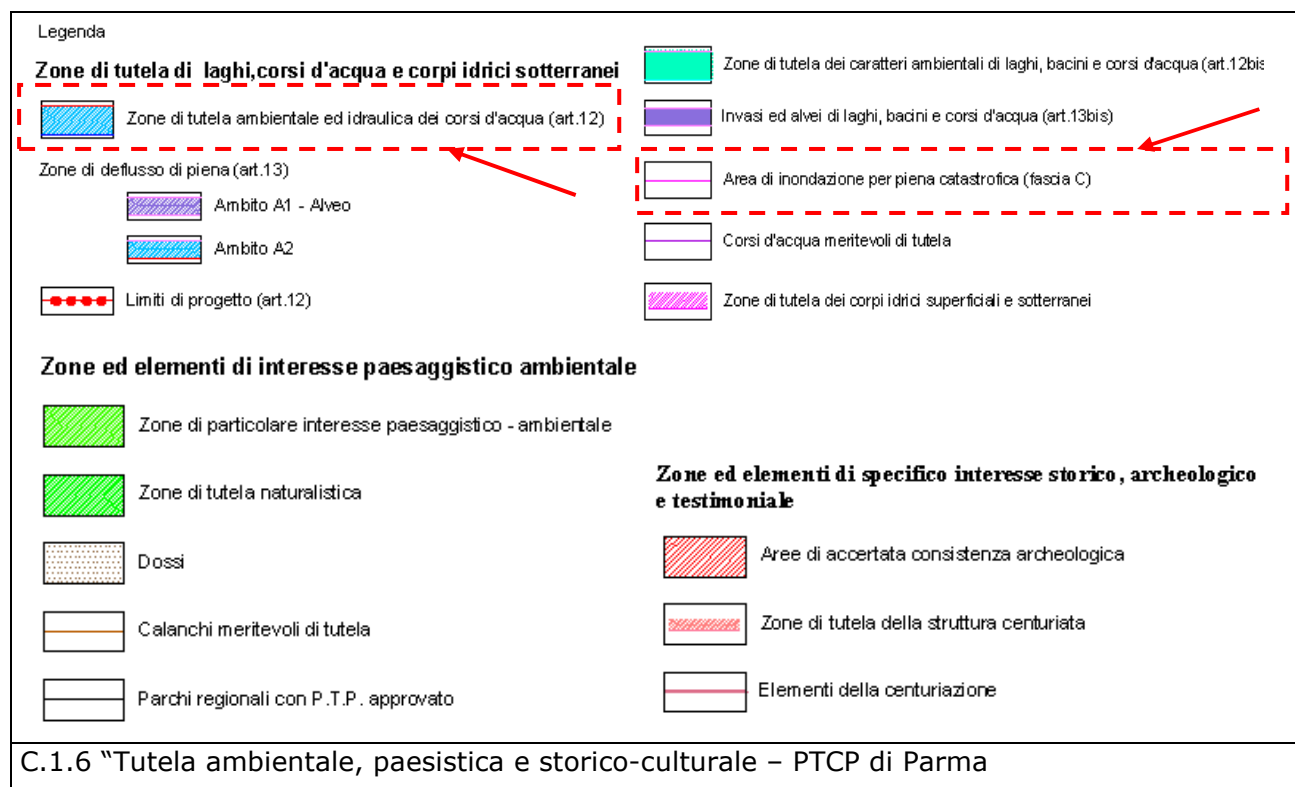 Legenda
Zone di tutela di laghi,corsi d'acqua e corpi idrici sotterranei
Zone di tutela ambientale ed idraulica dei corsi d'acqua (art.12)
Zone di deflusso di piena (art.13)
Ambito A1 - Alveo
Ambito A2
Limiti di progetto (art.12)
Zone di tutela dei caratteri ambientali di laghi, bacini e corsi d'acqua (art.12bis
Invasi ed alvei di laghi, bacini e corsi d'acqua (art.13bis)
Area di inondazione per piena catastrofica (fascia C)
Corsi d'acqua meritevoli di tutela
Zone di tutela dei corpi idrici superficiali e sotterranei
Zone ed elementi di interesse paesaggistico ambientale
Zone di particolare interesse paesaggistico - ambientale
Zone di tutela naturalistica
Dossi
Calanchi meritevoli di tutela
Parchi regionali con P.T.P. approvato
Zone ed elementi di specifico interesse storico, archeologico
e testimoniale
Aree di accertata consistenza archeologica
Zone di tutela della struttura centuriata
Elementi della centuriazione
C.1.6 "Tutela ambientale, paesistica e storico-culturale – PTCP di Parma